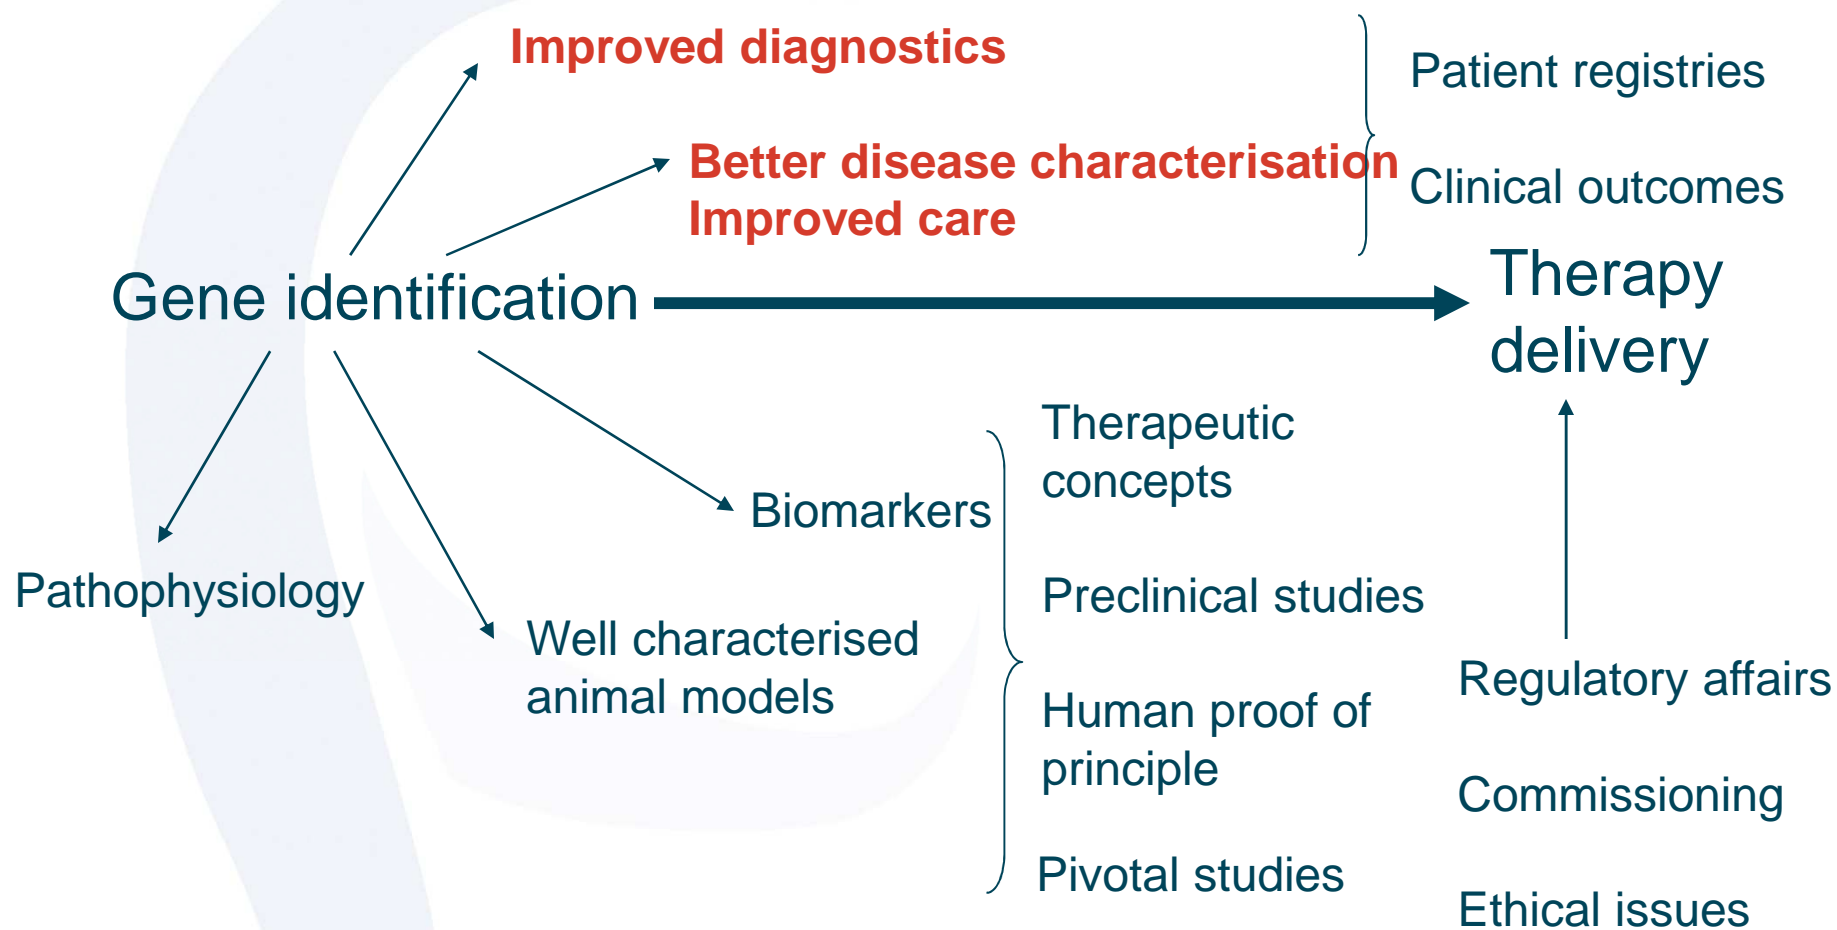 Improved diagnostics
Patient registries
Better disease characterisation
Improved care
Clinical outcomes
Gene identification
Therapy
delivery
Therapeutic
concepts
Biomarkers
Pathophysiology
Preclinical studies
Well characterised
animal models
Regulatory affairs
Human proof of
principle
Commissioning
Pivotal studies
Ethical issues